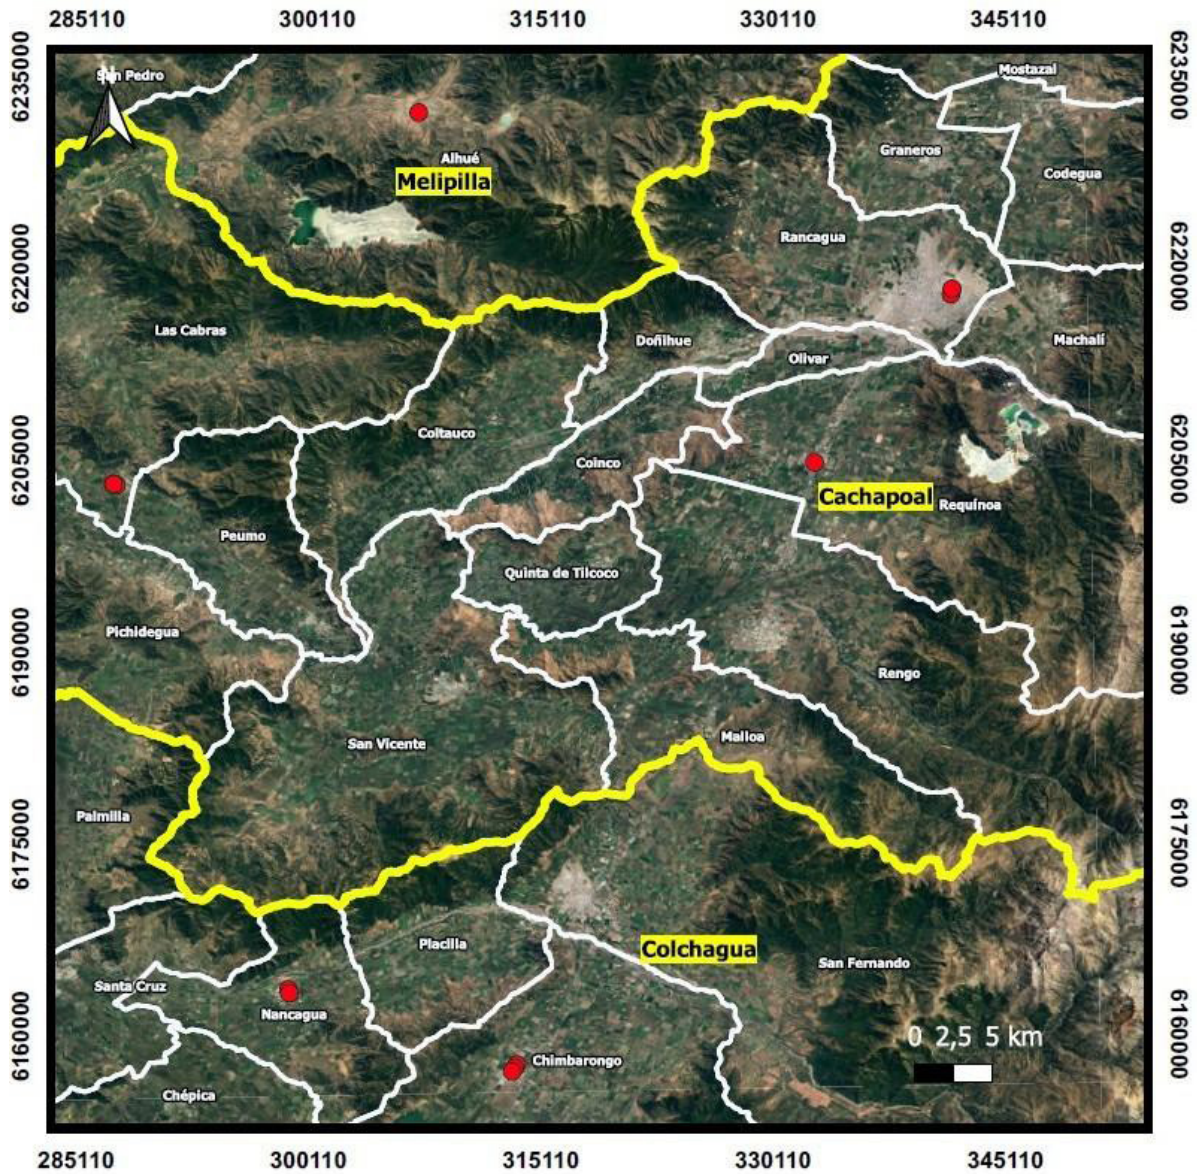 285110 300110 315110 330110 345110
6235000 6235000
San Pedro
Mostazal
Graneros
Alhué
Melipilla
Codegua
Rancagua
6220000 6220000
Las Cabras
Doñihue
Olivar
Machalí
Coltauco
Coinco
6205000 6205000
Cachapoal
Requínoa
Peumo
Quinta de Tilcoco
Pichidegua
6190000 6190000
Rengo
Malloa
San Vicente
Palmilla
6175000 6175000
Placilla
Colchagua
San Fernando
Santa Cruz
Nancagua
6160000 6160000
0 2,5 5 km
Chimbarongo
Chépica
285110 300110 315110 330110 345110